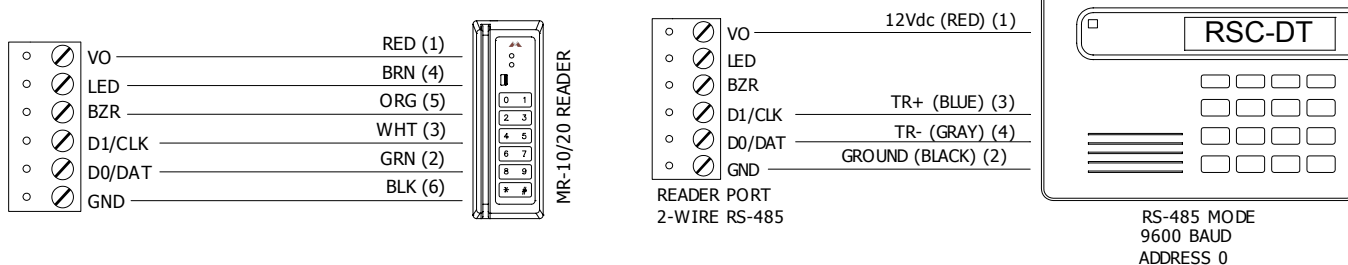 VO RED (1)
LED BRN (4)
BZR ORG (5)
D1/CLK WHT (3)
D0/DAT GRN (2)
GND BLK (6)
0 1
2 3
4 5
6 7
8 9
* #
MR-10/20 READER
VO 12Vdc (RED) (1)
LED
BZR
D1/CLK TR+ (BLUE) (3)
D0/DAT TR- (GRAY) (4)
GND GROUND (BLACK) (2)
READER PORT
2-WIRE RS-485
RSC-DT
RS-485 MODE
9600 BAUD
ADDRESS 0